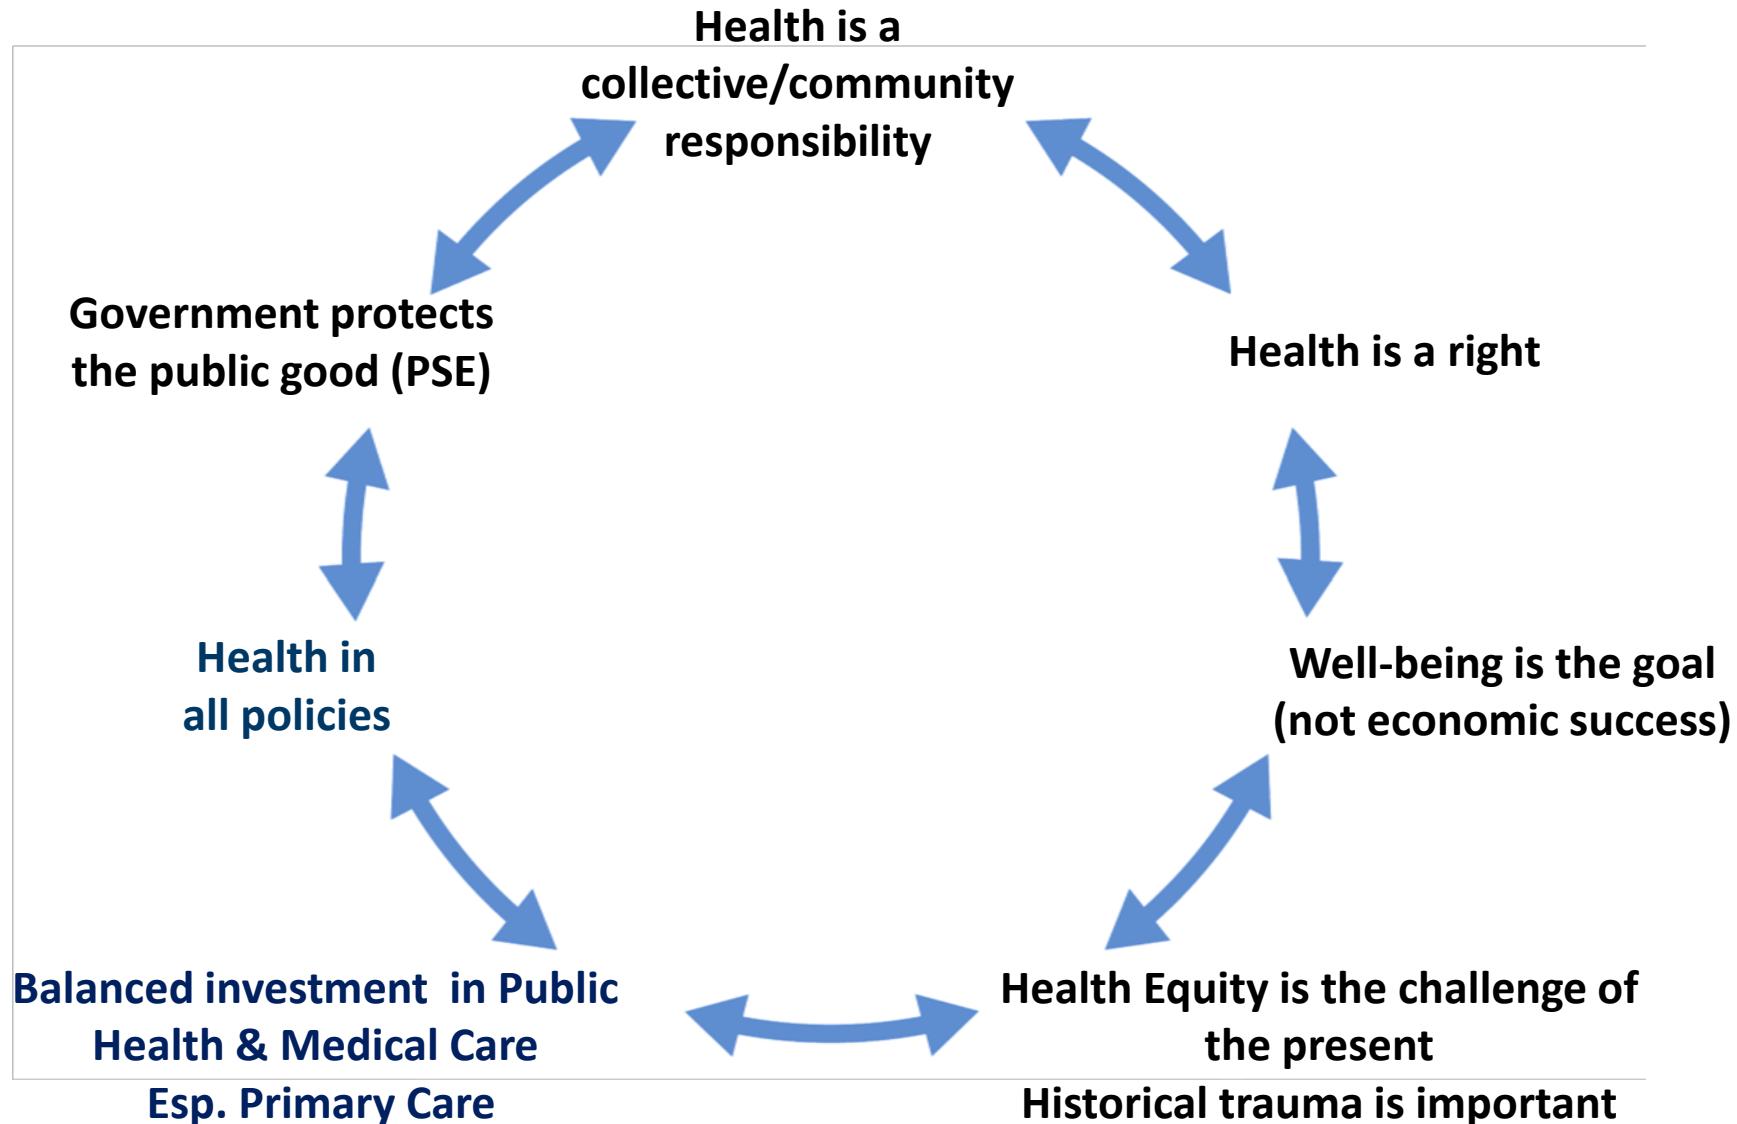 Health is a
collective/community
responsibility
Government protects
the public good (PSE)
Health is a right
Health in
all policies
Well-being is the goal
(not economic success)
Balanced investment  in Public
Health & Medical Care
Esp. Primary Care
Health Equity is the challenge of
the present
Historical trauma is important